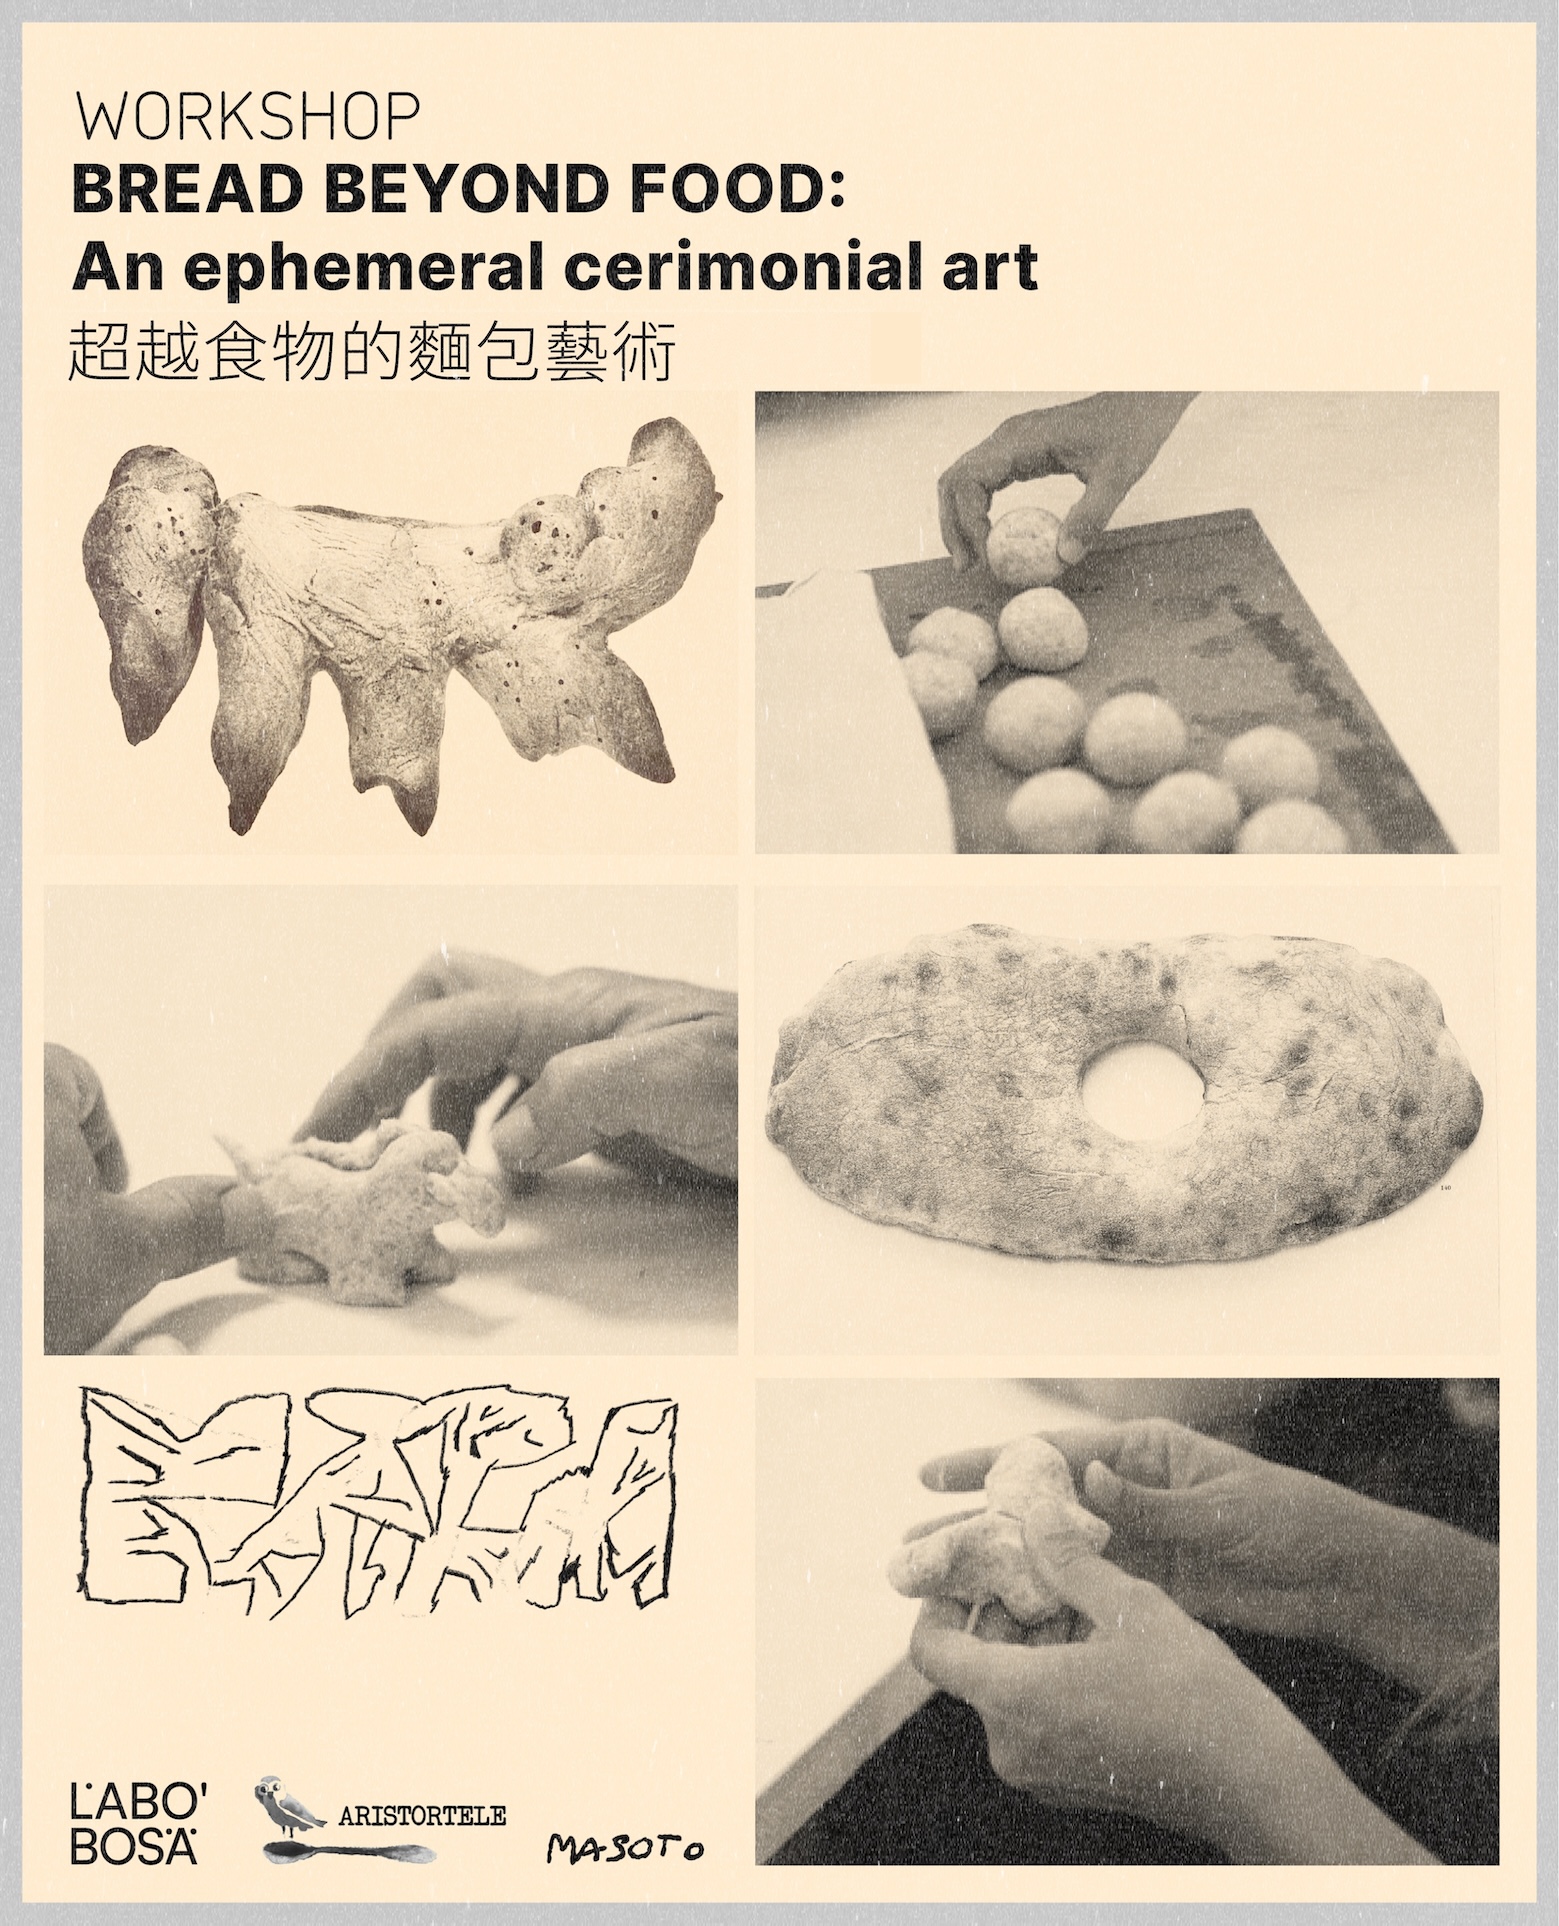 WORKSHOP
BREAD BEYOND FOOD:
An ephemeral cerimonial art
超越食物的麵包藝術
140
L'ABO'
BOSA
ARISTORTELE
MASOTO